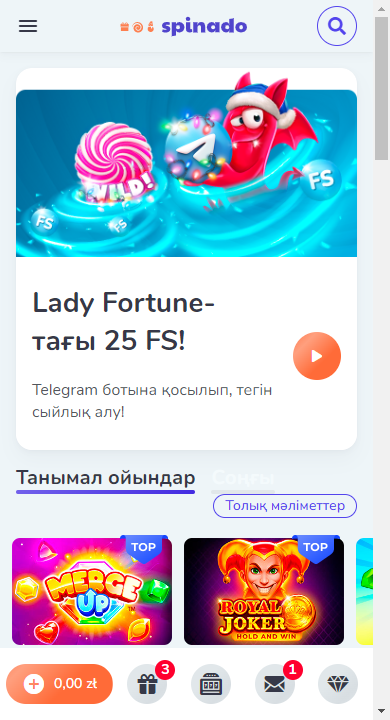 spinado
WILD!
FS
FS
FS
Lady Fortune-
тағы 25 FS!
Telegram ботына қосылып, тегін
сыйлық алу!
Танымал ойындар
Соңғы
Толық мәліметтер
TOP
TOP
MERGE
UP
ROYAL
JOKER
HOLD AND WIN
3
1
0,00 zł